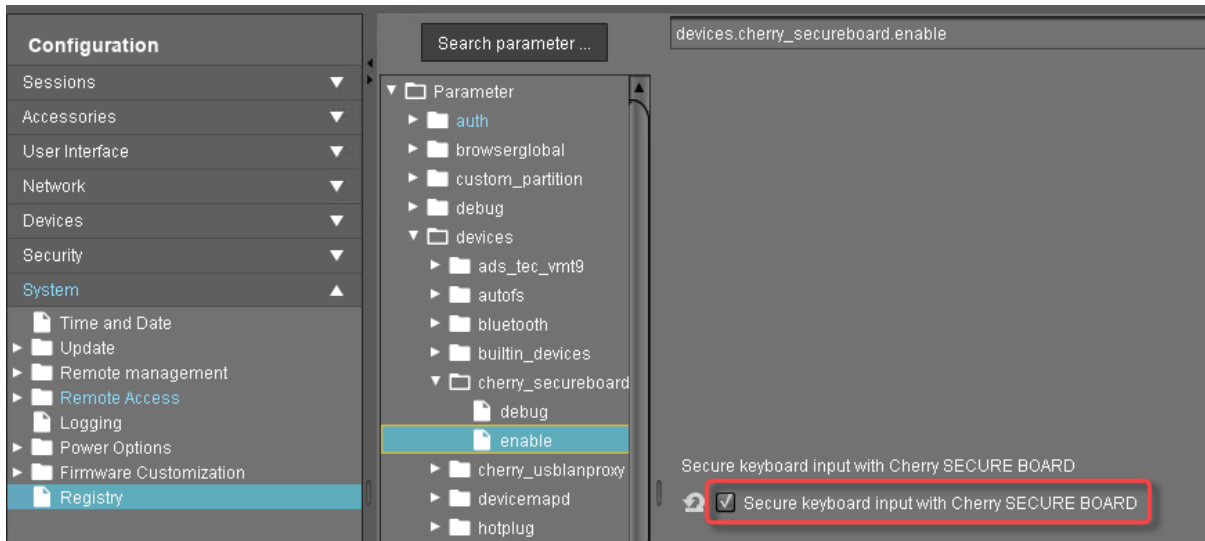 Configuration
Sessions
Accessories
User Interface
Network
Devices
Security
System
Time and Date
Update
Remote management
Remote Access
Logging
Power Options
Firmware Customization
Registry
Search parameter ...
Parameter
auth
browserglobal
custom_partition
debug
devices
ads_tec_vmt9
autofs
bluetooth
builtin_devices
cherry_secureboard
debug
enable
cherry_usblanproxy
devicemapd
hotplug
devices.cherry_secureboard.enable
Secure keyboard input with Cherry SECURE BOARD
Secure keyboard input with Cherry SECURE BOARD